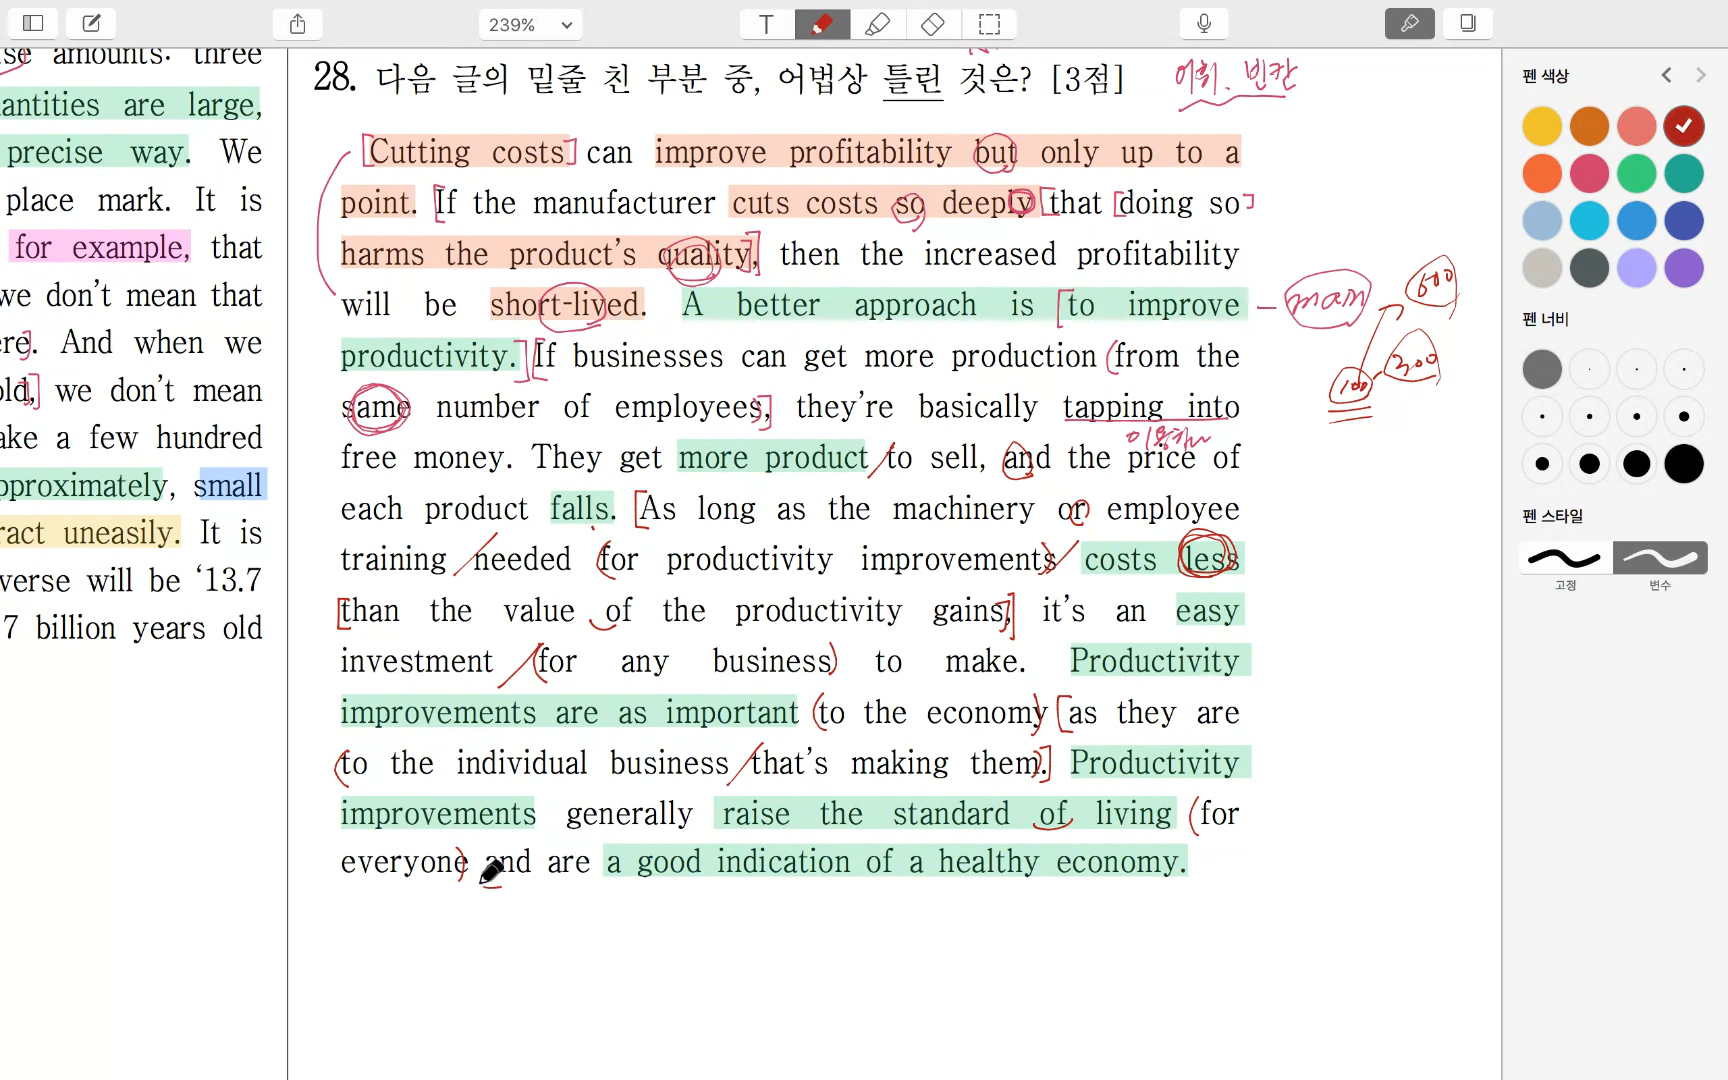 239%
T
se amounts: three
antities are large,
precise way. We
place mark. It is
for example, that
we don't mean that
ere. And when we
old, we don't mean
ake a few hundred
pproximately, small
ract uneasily. It is
verse will be '13.7
7 billion years old
28. 다음 글의 밑줄 친 부분 중, 어법상 틀린 것은? [3점]
어휘, 빈칸
Cutting costs can improve profitability but only up to a
point. If the manufacturer cuts costs so deeply that doing so
harms the product's quality, then the increased profitability
will be short-lived. A better approach is to improve
productivity. If businesses can get more production from the
same number of employees, they're basically tapping into
free money. They get more product to sell, and the price of
each product falls. As long as the machinery or employee
training needed for productivity improvements costs less
than the value of the productivity gains, it's an easy
investment for any business to make. Productivity
improvements are as important to the economy as they are
to the individual business that's making them. Productivity
improvements generally raise the standard of living for
everyone and are a good indication of a healthy economy.
main
600
300
100
펜 색상
펜 너비
펜 스타일
고정
변수